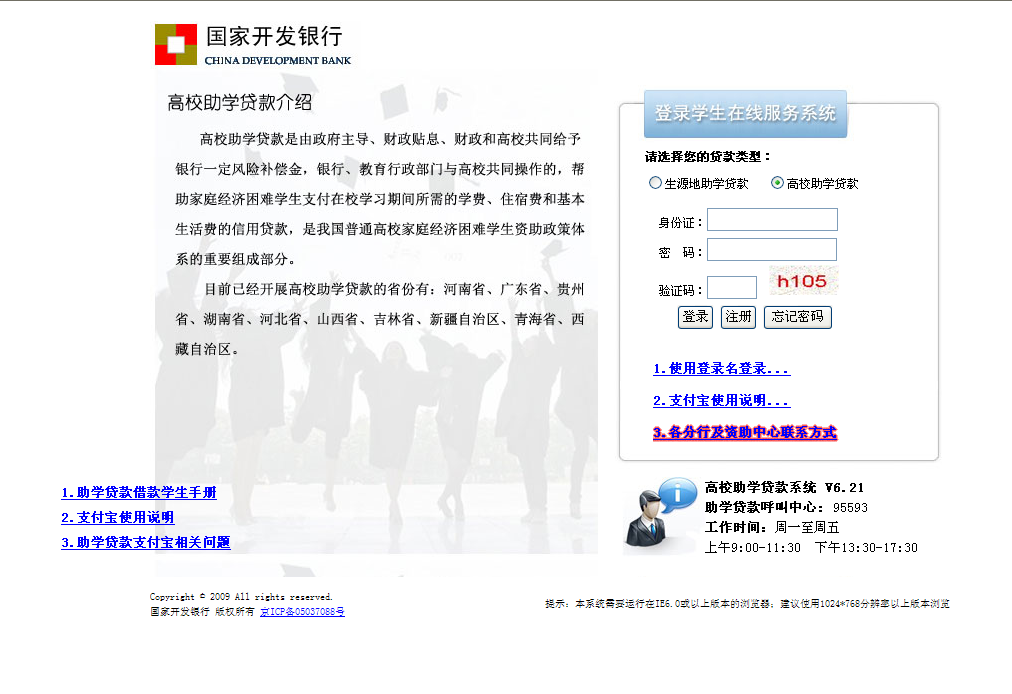 国家开发银行
CHINA DEVELOPMENT BANK
高校助学贷款介绍
高校助学贷款是由政府主导、财政贴息、财政和高校共同给予
银行一定风险补偿金，银行、教育行政部门与高校共同操作的，帮
助家庭经济困难学生支付在校学习期间所需的学费、住宿费和基本
生活费的信用贷款，是我国普通高校家庭经济困难学生资助政策体
系的重要组成部分。
目前已经开展高校助学贷款的省份有：河南省、广东省、贵州
省、湖南省、河北省、山西省、吉林省、新疆自治区、青海省、西
藏自治区。
1.助学贷款借款学生手册
2.支付宝使用说明
3.助学贷款支付宝相关问题
登录学生在线服务系统
请选择您的贷款类型：
生源地助学贷款 高校助学贷款
身份证：
密 码：
验证码： h105
登录 注册 忘记密码
1.使用登录名登录...
2.支付宝使用说明...
3.各分行及资助中心联系方式
高校助学贷款系统 V6.21
助学贷款呼叫中心： 95593
工作时间： 周一至周五
上午9:00-11:30 下午13:30-17:30
Copyright © 2009 All rights reserved.
国家开发银行 版权所有 京ICP备05037088号
提示：本系统需要运行在IE6.0或以上版本的浏览器；建议使用1024*768分辨率以上版本浏览